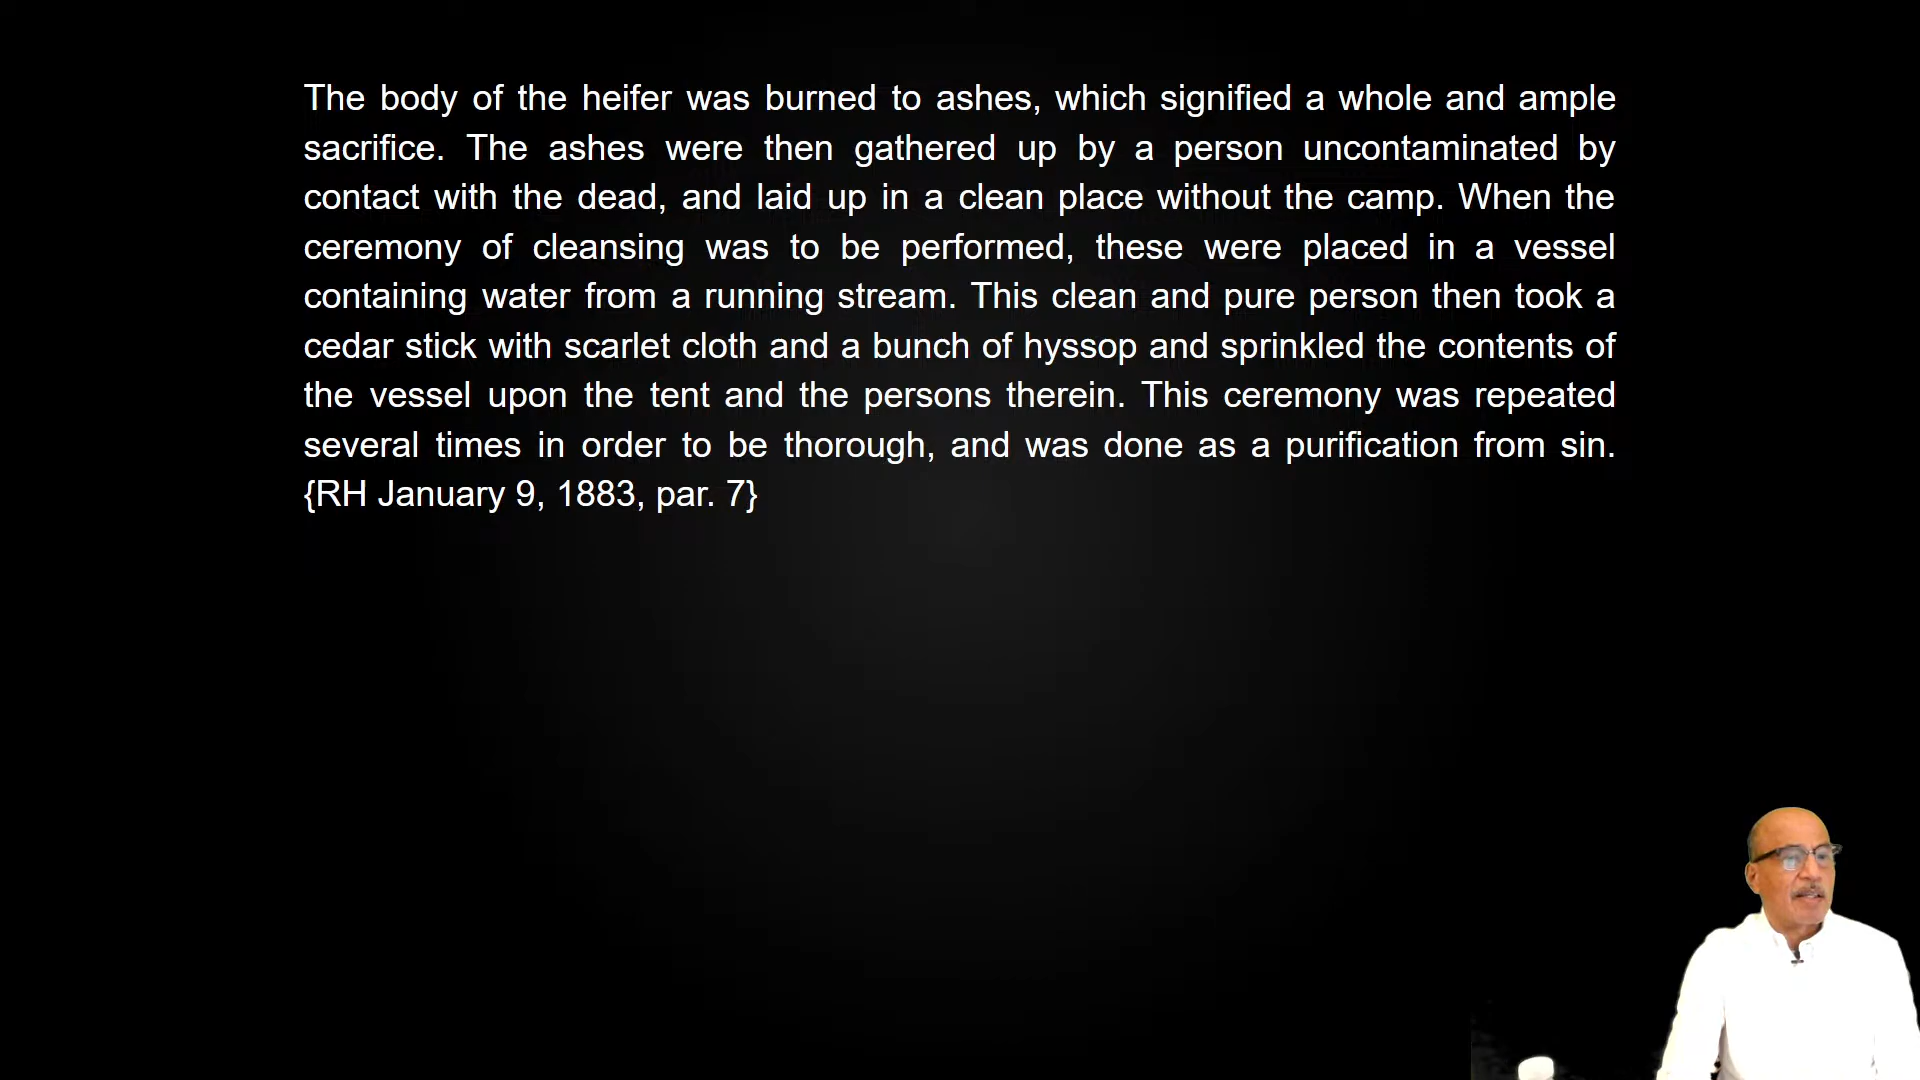 The body of the heifer was burned to ashes, which signified a whole and ample
sacrifice. The ashes were then gathered up by a person uncontaminated by
contact with the dead, and laid up in a clean place without the camp. When the
ceremony of cleansing was to be performed, these were placed in a vessel
containing water from a running stream. This clean and pure person then took a
cedar stick with scarlet cloth and a bunch of hyssop and sprinkled the contents of
the vessel upon the tent and the persons therein. This ceremony was repeated
several times in order to be thorough, and was done as a purification from sin.
{RH January 9, 1883, par. 7}